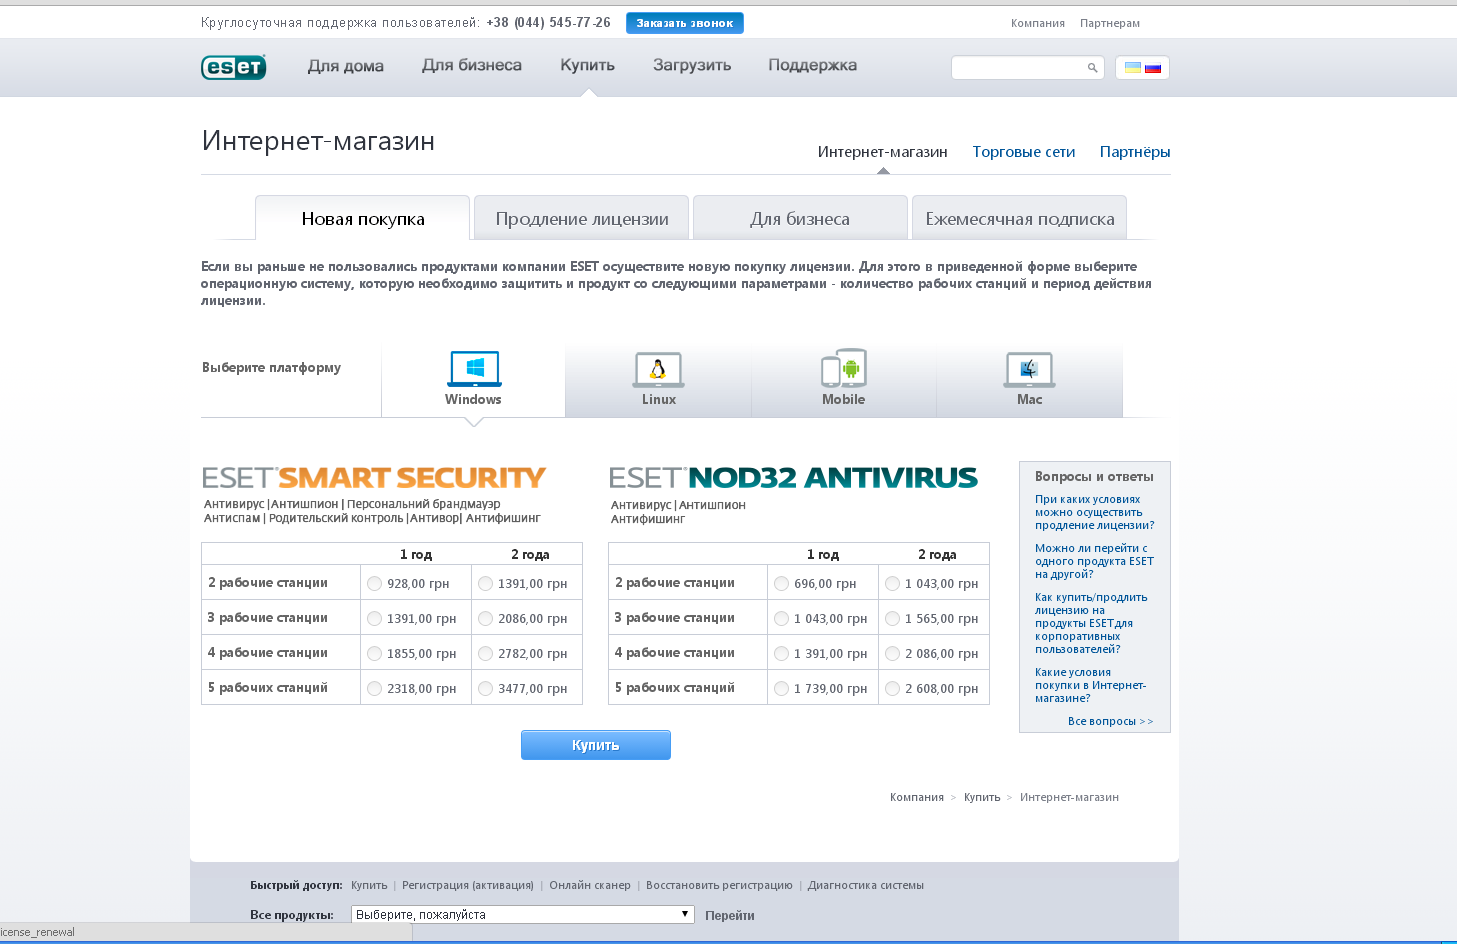 Круглосуточная поддержка пользователей: +38 (044) 545-77-26 Заказать звонок Компания Партнерам
eset Для дома Для бизнеса Купить Загрузить Поддержка
Интернет-магазин
Интернет-магазин Торговые сети Партнёры
Новая покупка Продление лицензии Для бизнеса Ежемесячная подписка
Если вы раньше не пользовались продуктами компании ESET осуществите новую покупку лицензии. Для этого в приведенной форме выберите
операционную систему, которую необходимо защитить и продукт со следующими параметрами - количество рабочих станций и период действия
лицензии.
Выберите платформу
Windows Linux Mobile Mac
ESET SMART SECURITY
Антивирус |Антишпион | Персональний брандмауэр
Антиспам | Родительский контроль |Антивор| Антифишинг
1 год 2 года
2 рабочие станции 928,00 грн 1391,00 грн
3 рабочие станции 1391,00 грн 2086,00 грн
4 рабочие станции 1855,00 грн 2782,00 грн
5 рабочих станций 2318,00 грн 3477,00 грн
ESET NOD32 ANTIVIRUS
Антивирус | Антишпион
Антифишинг
1 год 2 года
2 рабочие станции 696,00 грн 1 043,00 грн
3 рабочие станции 1 043,00 грн 1 565,00 грн
4 рабочие станции 1 391,00 грн 2 086,00 грн
5 рабочих станций 1 739,00 грн 2 608,00 грн
Вопросы и ответы
При каких условиях
можно осуществить
продление лицензии?
Можно ли перейти с
одного продукта ESET
на другой?
Как купить/продлить
лицензию на
продукты ESET для
корпоративных
пользователей?
Какие условия
покупки в Интернет-
магазине?
Все вопросы >>
Купить
Компания > Купить > Интернет-магазин
Быстрый доступ: Купить | Регистрация (активация) | Онлайн сканер | Восстановить регистрацию | Диагностика системы
Все продукты: Выберите, пожалуйста Перейти
icense_renewal